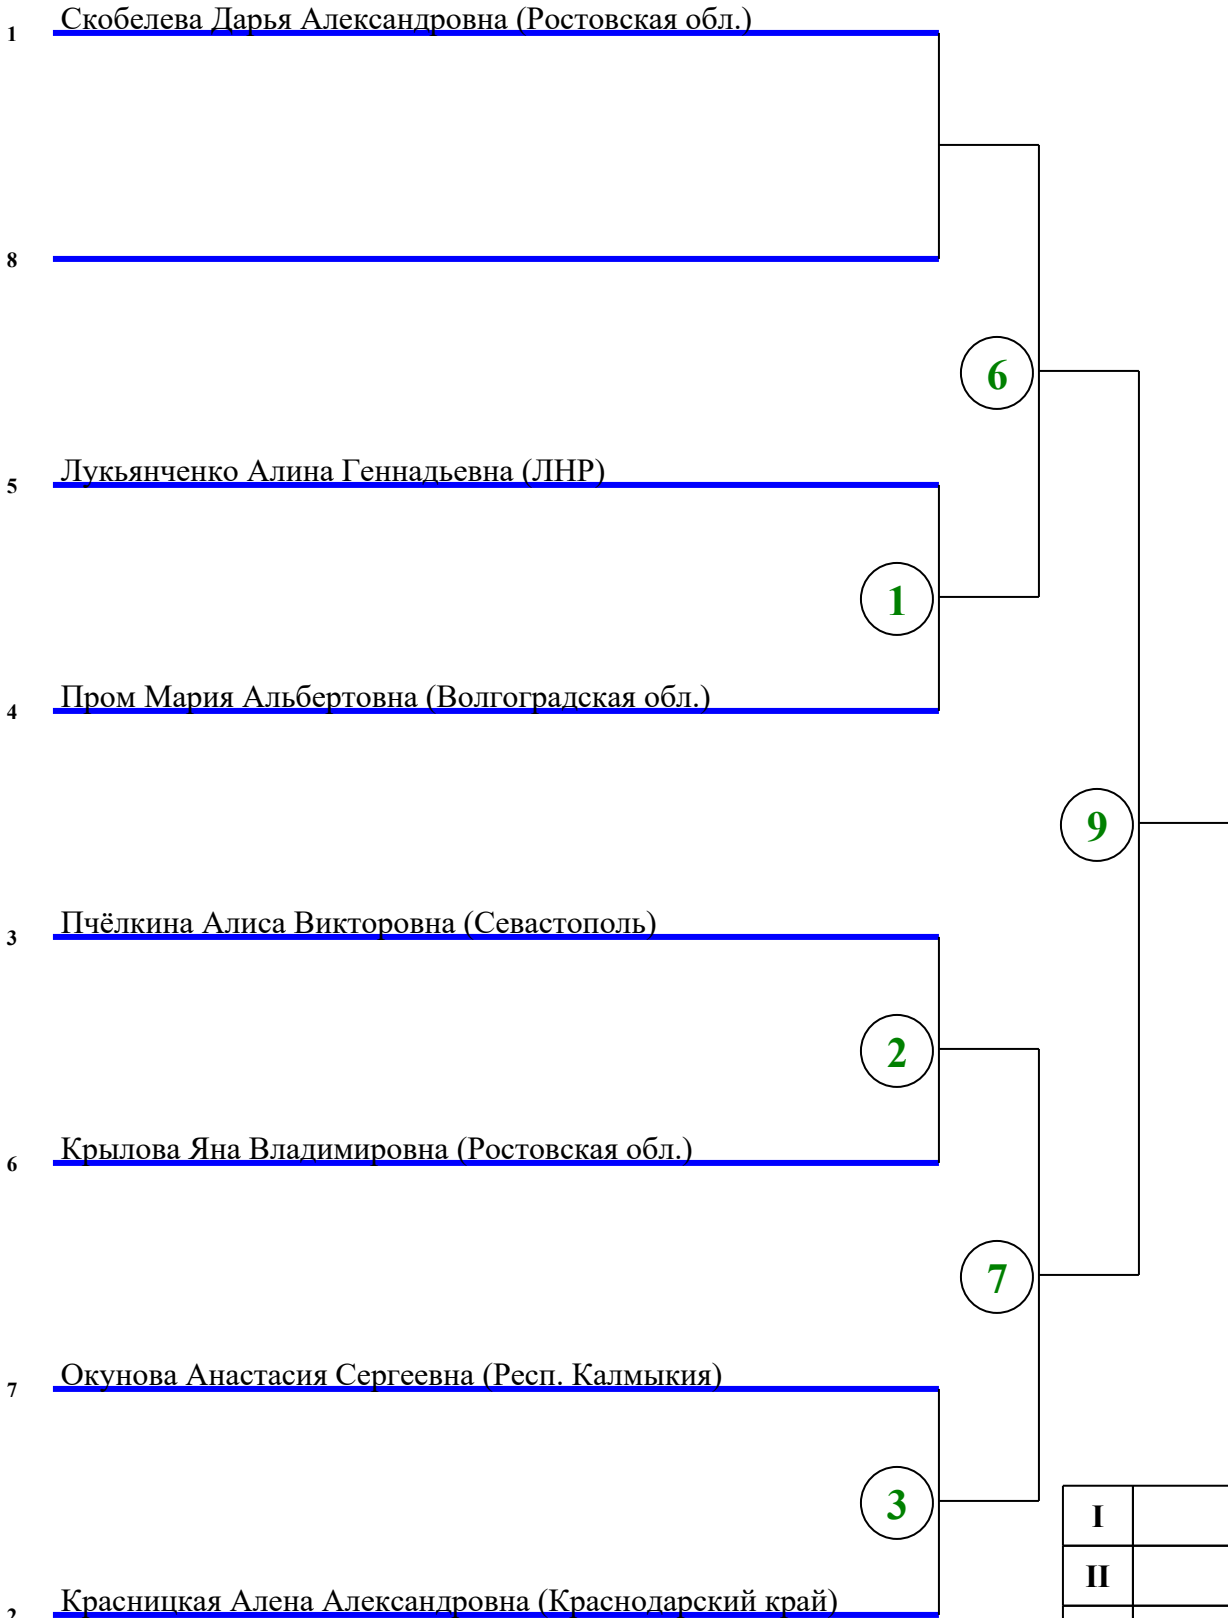 1 Скобелева Дарья Александровна (Ростовская обл.)
8
6
5 Лукьянченко Алина Геннадьевна (ЛНР)
1
4 Пром Мария Альбертовна (Волгоградская обл.)
9
3 Пчёлкина Алиса Викторовна (Севастополь)
2
6 Крылова Яна Владимировна (Ростовская обл.)
7
7 Окунова Анастасия Сергеевна (Респ. Калмыкия)
3
I
II
2 Красницкая Алена Александровна (Краснодарский край)